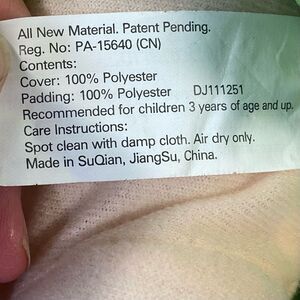 All New Material. Patent Pending.
Reg. No: PA-15640 (CN)
Contents:
Cover: 100% Polyester
Padding: 100% Polyester DJ111251
Recommended for children 3 years of age and up.
Care Instructions:
Spot clean with damp cloth. Air dry only.
Made in SuQian, JiangSu, China.